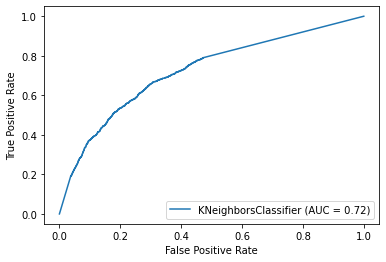 1.0
0.8
0.6
0.4
0.2
0.0
True Positive Rate
KNeighborsClassifier (AUC = 0.72)
0.0 0.2 0.4 0.6 0.8 1.0
False Positive Rate